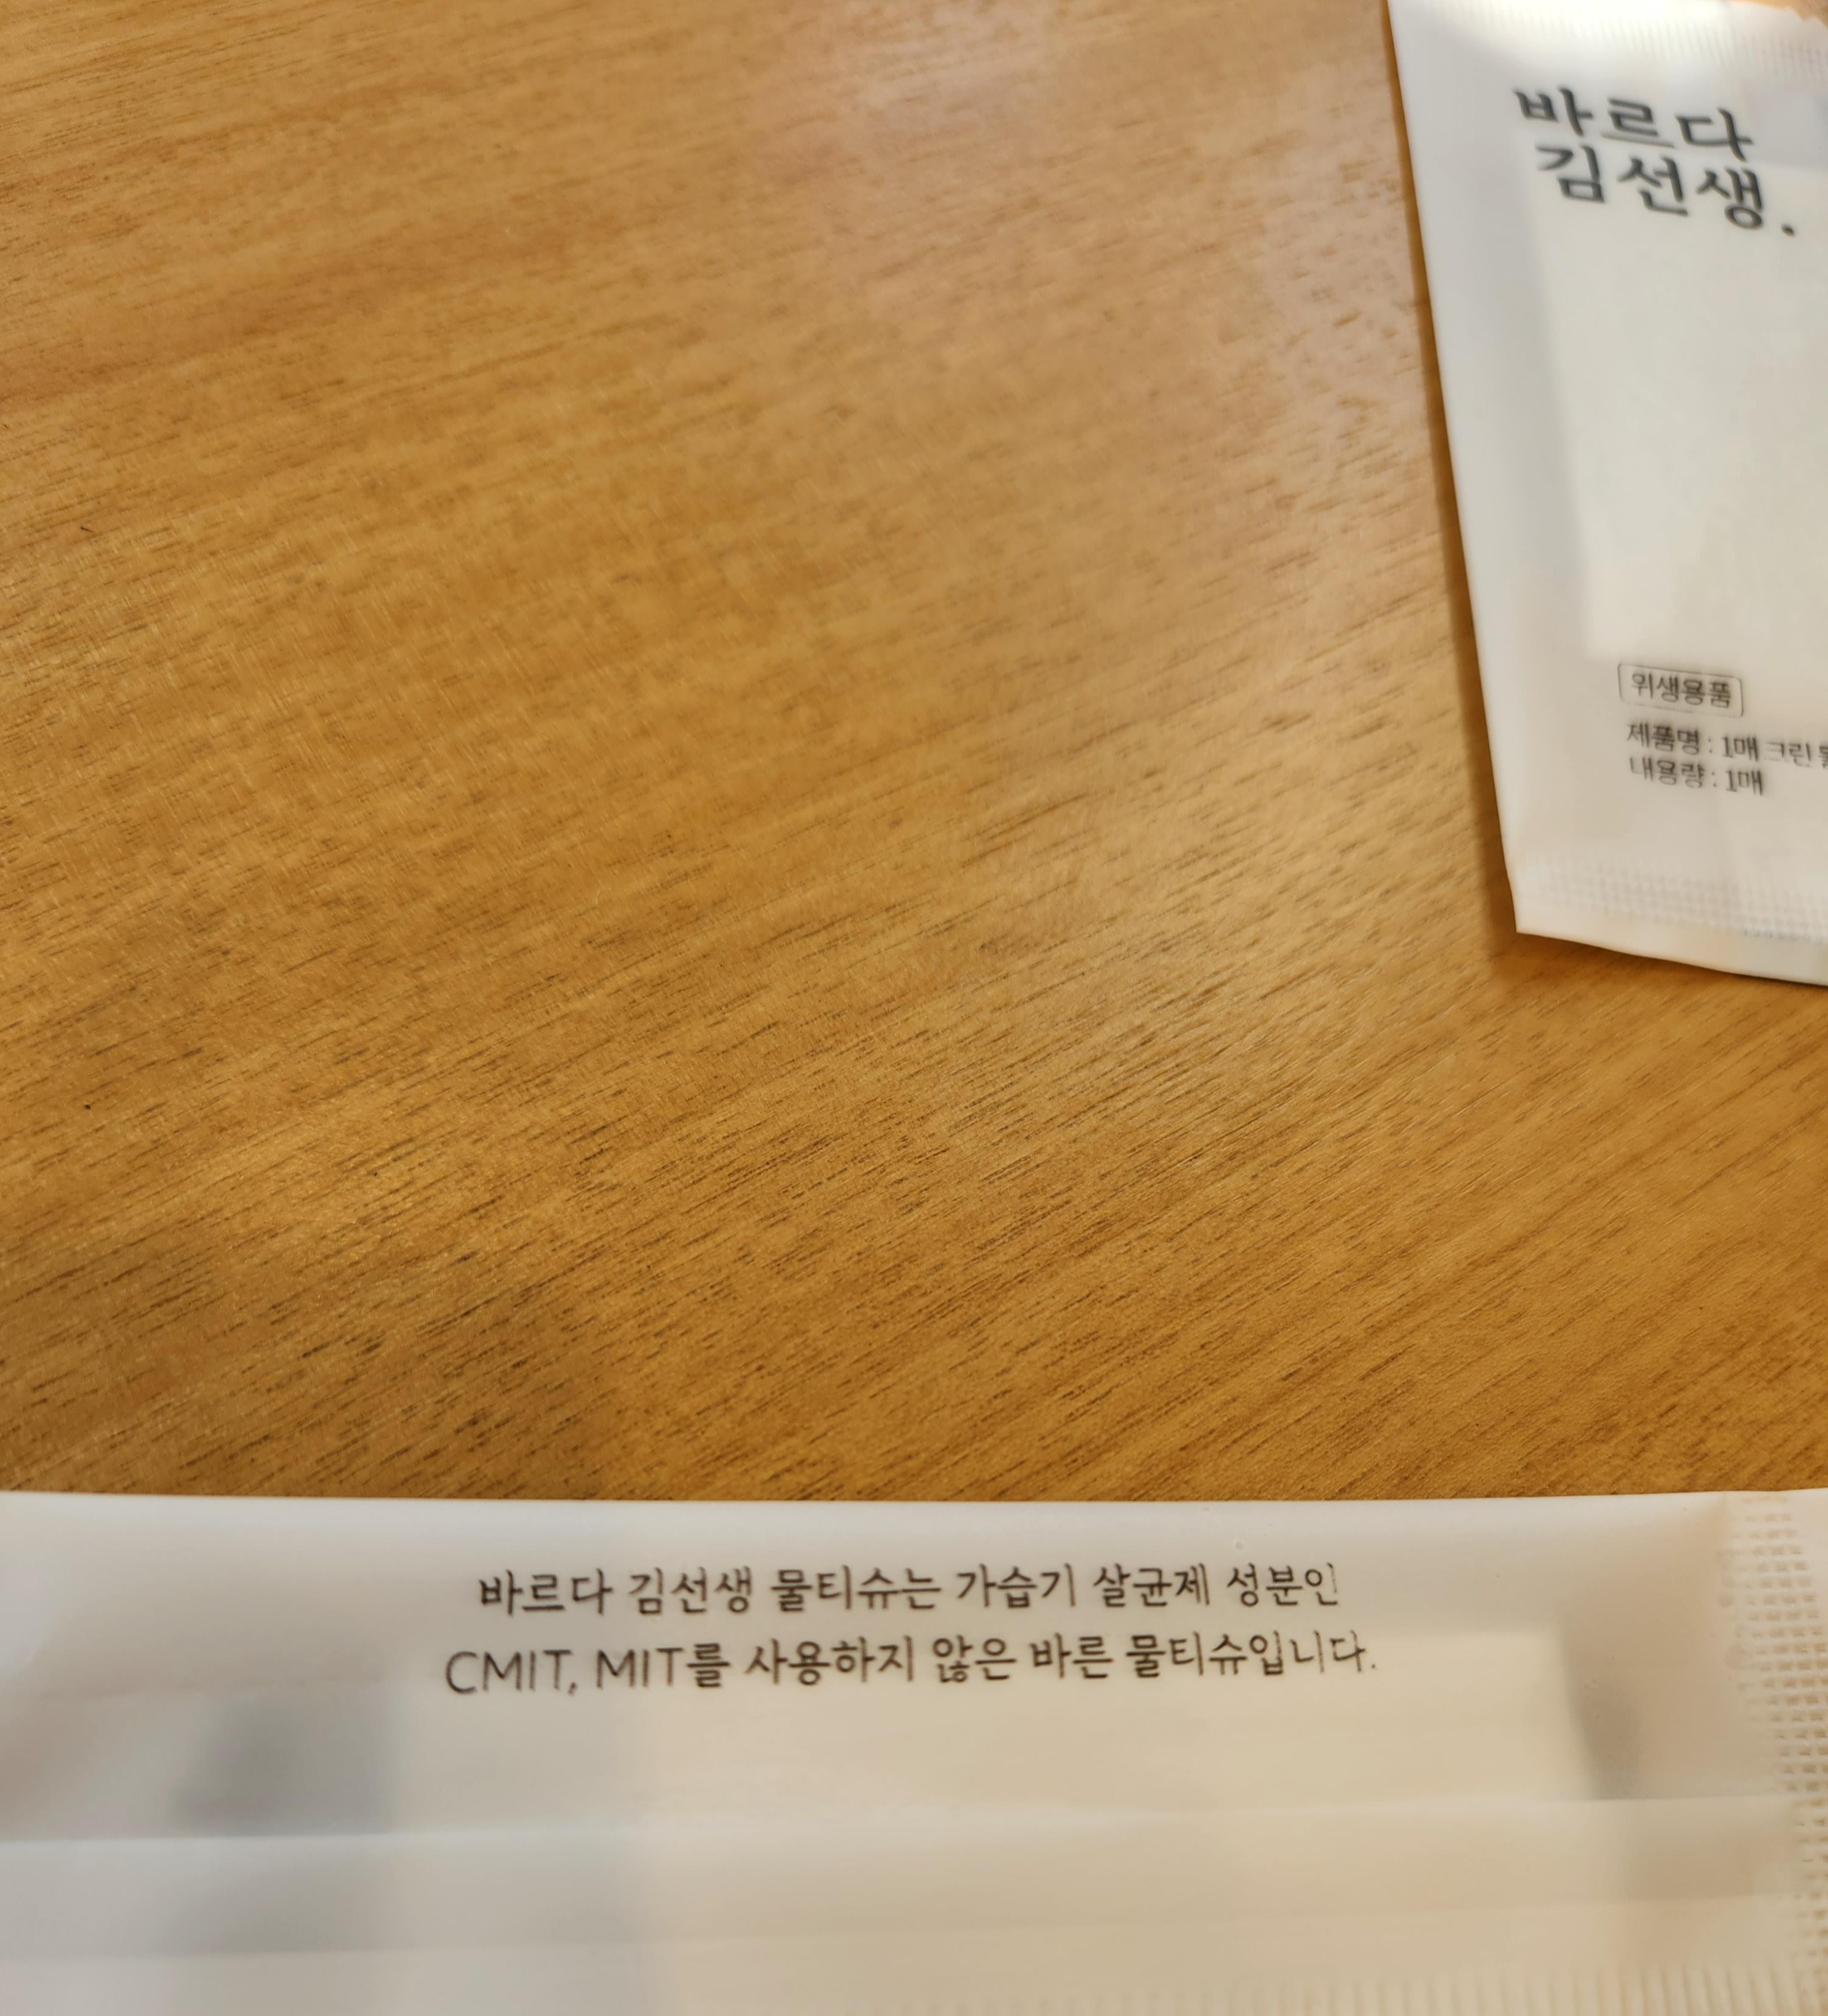 바르다
김선생.
위생용품
제품명 : 1매 크린
내용량 : 1매
바르다 김선생 물티슈는 가습기 살균제 성분인
CMIT, MIT를 사용하지 않은 바른 물티슈입니다.